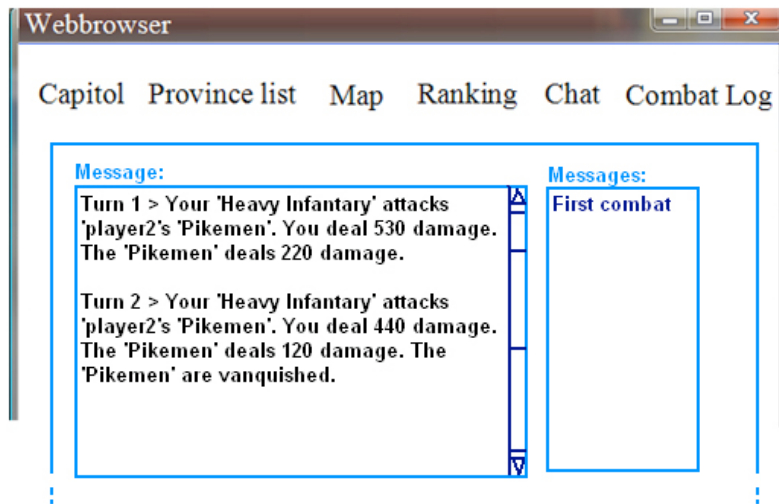 Webbrowser
Capitol Province list Map Ranking Chat Combat Log
Message:
Turn 1 > Your 'Heavy Infantary' attacks
'player2's 'Pikemen'. You deal 530 damage.
The 'Pikemen' deals 220 damage.
Turn 2 > Your 'Heavy Infantary' attacks
'player2's 'Pikemen'. You deal 440 damage.
The 'Pikemen' deals 120 damage. The
'Pikemen' are vanquished.
Messages:
First combat